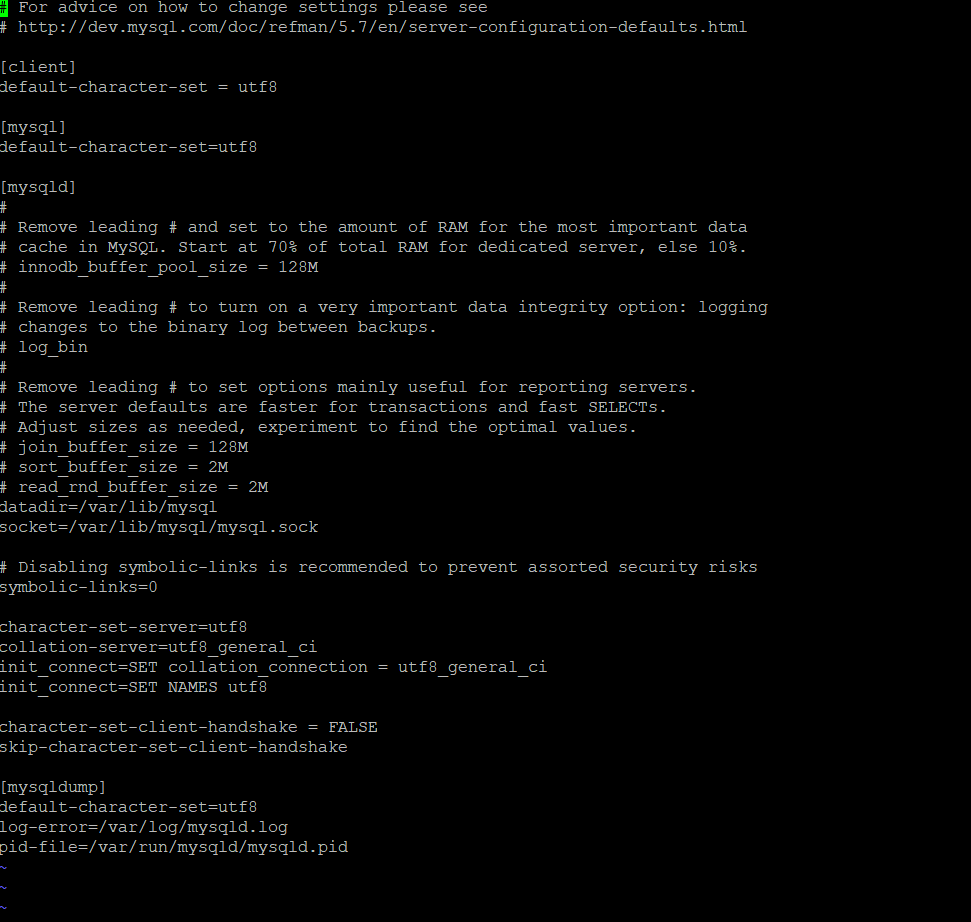 # For advice on how to change settings please see
# http://dev.mysql.com/doc/refman/5.7/en/server-configuration-defaults.html
[client]
default-character-set = utf8
[mysql]
default-character-set=utf8
[mysqld]
#
# Remove leading # and set to the amount of RAM for the most important data
# cache in MySQL. Start at 70% of total RAM for dedicated server, else 10%.
# innodb_buffer_pool_size = 128M
#
# Remove leading # to turn on a very important data integrity option: logging
# changes to the binary log between backups.
# log_bin
#
# Remove leading # to set options mainly useful for reporting servers.
# The server defaults are faster for transactions and fast SELECTs.
# Adjust sizes as needed, experiment to find the optimal values.
# join_buffer_size = 128M
# sort_buffer_size = 2M
# read_rnd_buffer_size = 2M
datadir=/var/lib/mysql
socket=/var/lib/mysql/mysql.sock
# Disabling symbolic-links is recommended to prevent assorted security risks
symbolic-links=0
character-set-server=utf8
collation-server=utf8_general_ci
init_connect=SET collation_connection = utf8_general_ci
init_connect=SET NAMES utf8
character-set-client-handshake = FALSE
skip-character-set-client-handshake
[mysqldump]
default-character-set=utf8
log-error=/var/log/mysqld.log
pid-file=/var/run/mysqld/mysqld.pid
~
~
~